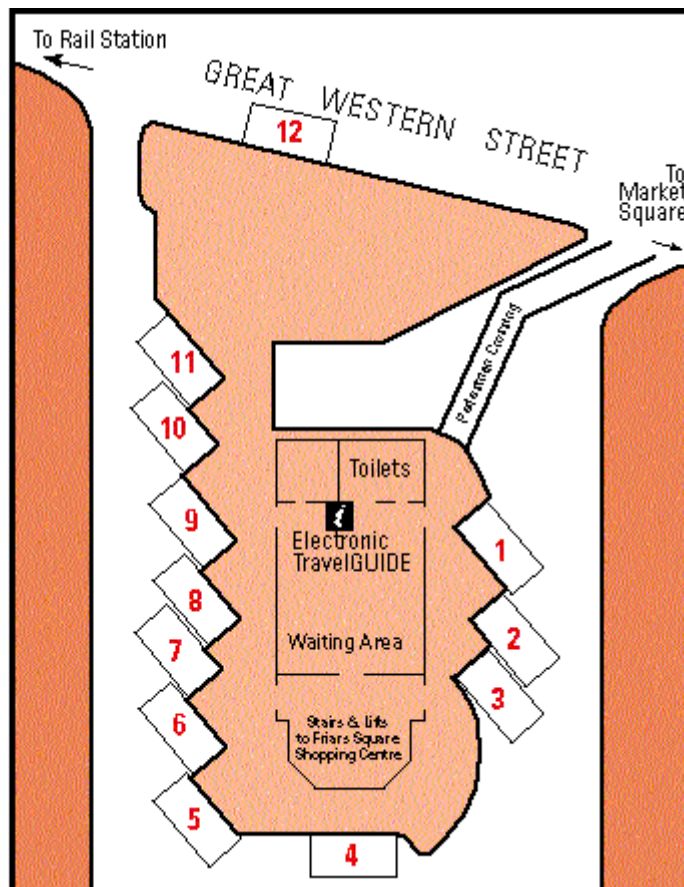 To Rail Station
GREAT WESTERN STREET
12
To
Market
Square
Pedestrian Crossing
11
10
Toilets
i
9
Electronic
TravelGUIDE
1
8
2
7
Waiting Area
3
6
Stairs & Lifts
to Friars Square
Shopping Centre
5
4